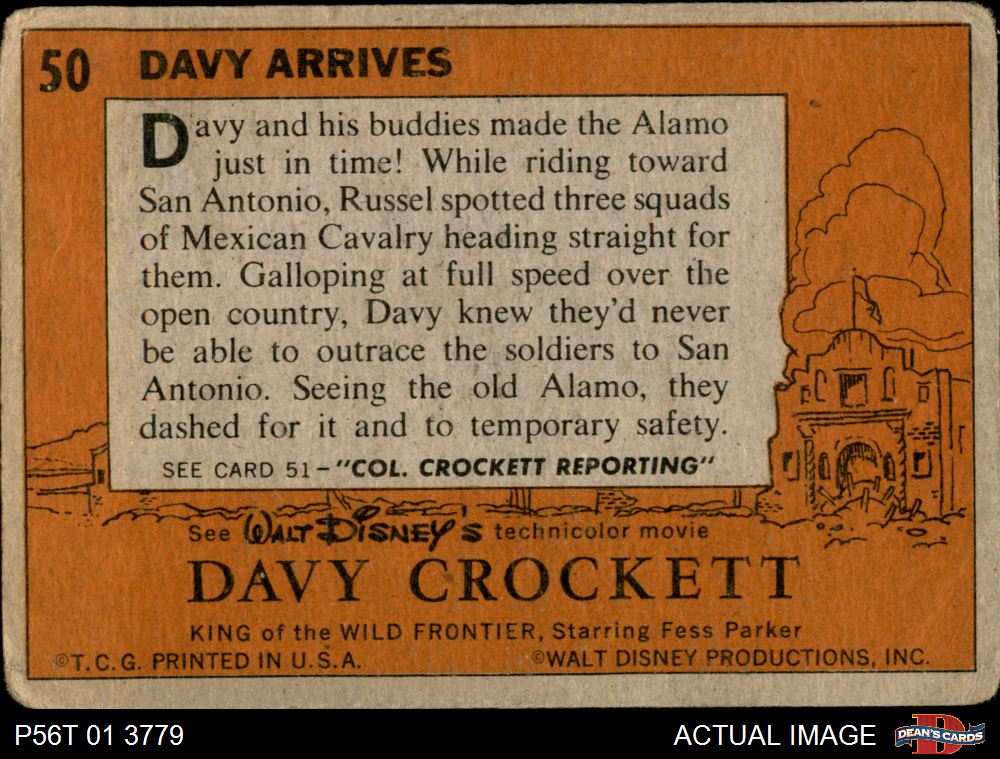 50 DAVY ARRIVES
Davy and his buddies made the Alamo
just in time! While riding toward
San Antonio, Russel spotted three squads
of Mexican Cavalry heading straight for
them. Galloping at full speed over the
open country, Davy knew they'd never
be able to outrace the soldiers to San
Antonio. Seeing the old Alamo, they
dashed for it and to temporary safety.
SEE CARD 51-"COL. CROCKETT REPORTING"
See WALT DISNEY'S technicolor movie
DAVY CROCKETT
KING of the WILD FRONTIER, Starring Fess Parker
©T.C.G. PRINTED IN U.S.A. ©WALT DISNEY PRODUCTIONS, INC.
P56T 01 3779 ACTUAL IMAGE D DEAN'S CARDS